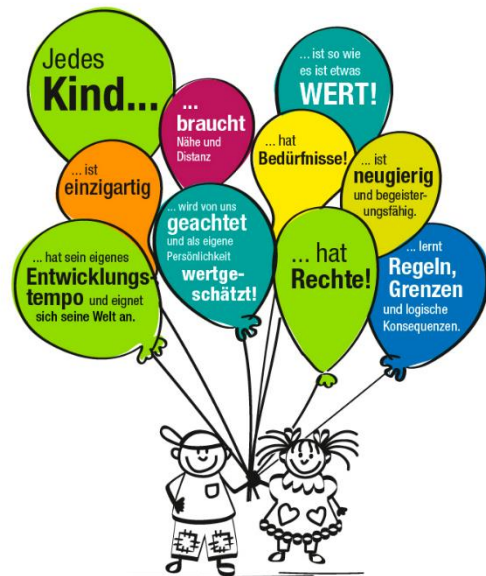 Jedes
Kind...
...
braucht
Nähe und
Distanz
... ist so wie
es ist etwas
WERT!
... ist
einzigartig
... hat
Bedürfnisse!
... ist
neugierig
und begeister-
ungsfähig.
... wird von uns
geachtet
und als eigene
Persönlichkeit
wertge-
schätzt!
... hat sein eigenes
Entwicklungs-
tempo und eignet
sich seine Welt an.
... hat
Rechte!
... lernt
Regeln,
Grenzen
und logische
Konsequenzen.